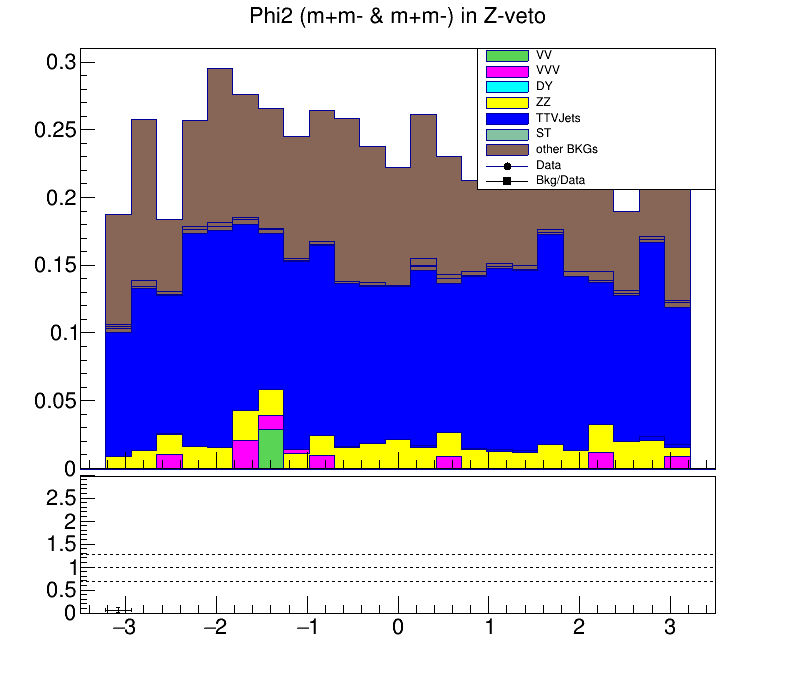 Phi2 (m+m- & m+m-) in Z-veto
0.3
0.25
0.2
0.15
0.1
0.05
0
VV
VVV
DY
ZZ
TTVJets
ST
other BKGs
Data
Bkg/Data
2.5
2
1.5
1
0.5
0
−3 −2 −1 0 1 2 3